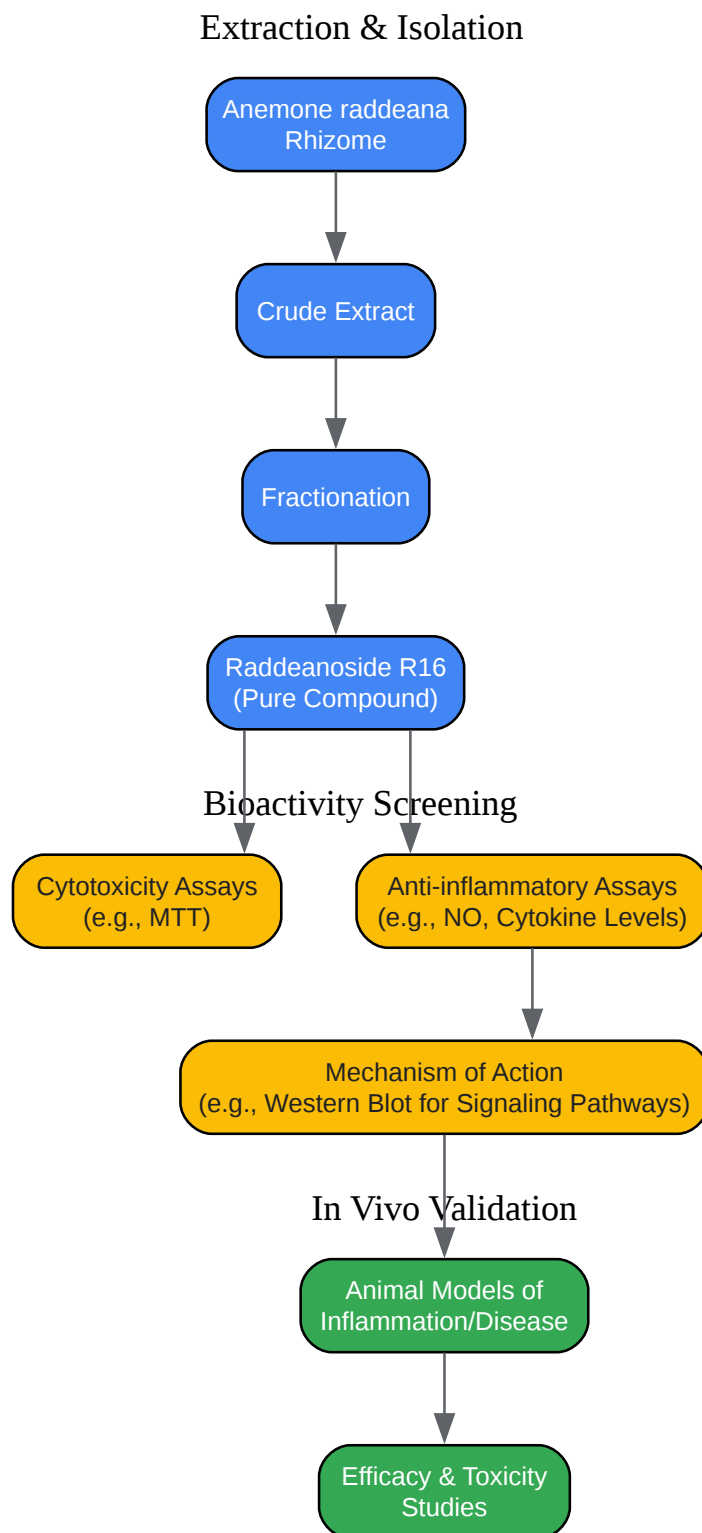 Extraction & Isolation
Anemone raddeana
Rhizome
Crude Extract
Fractionation
Raddeanoside R16
(Pure Compound)
Bioactivity Screening
Cytotoxicity Assays
(e.g., MTT)
Anti-inflammatory Assays
(e.g., NO, Cytokine Levels)
Mechanism of Action
(e.g., Western Blot for Signaling Pathways)
In Vivo Validation
Animal Models of
Inflammation/Disease
Efficacy & Toxicity
Studies